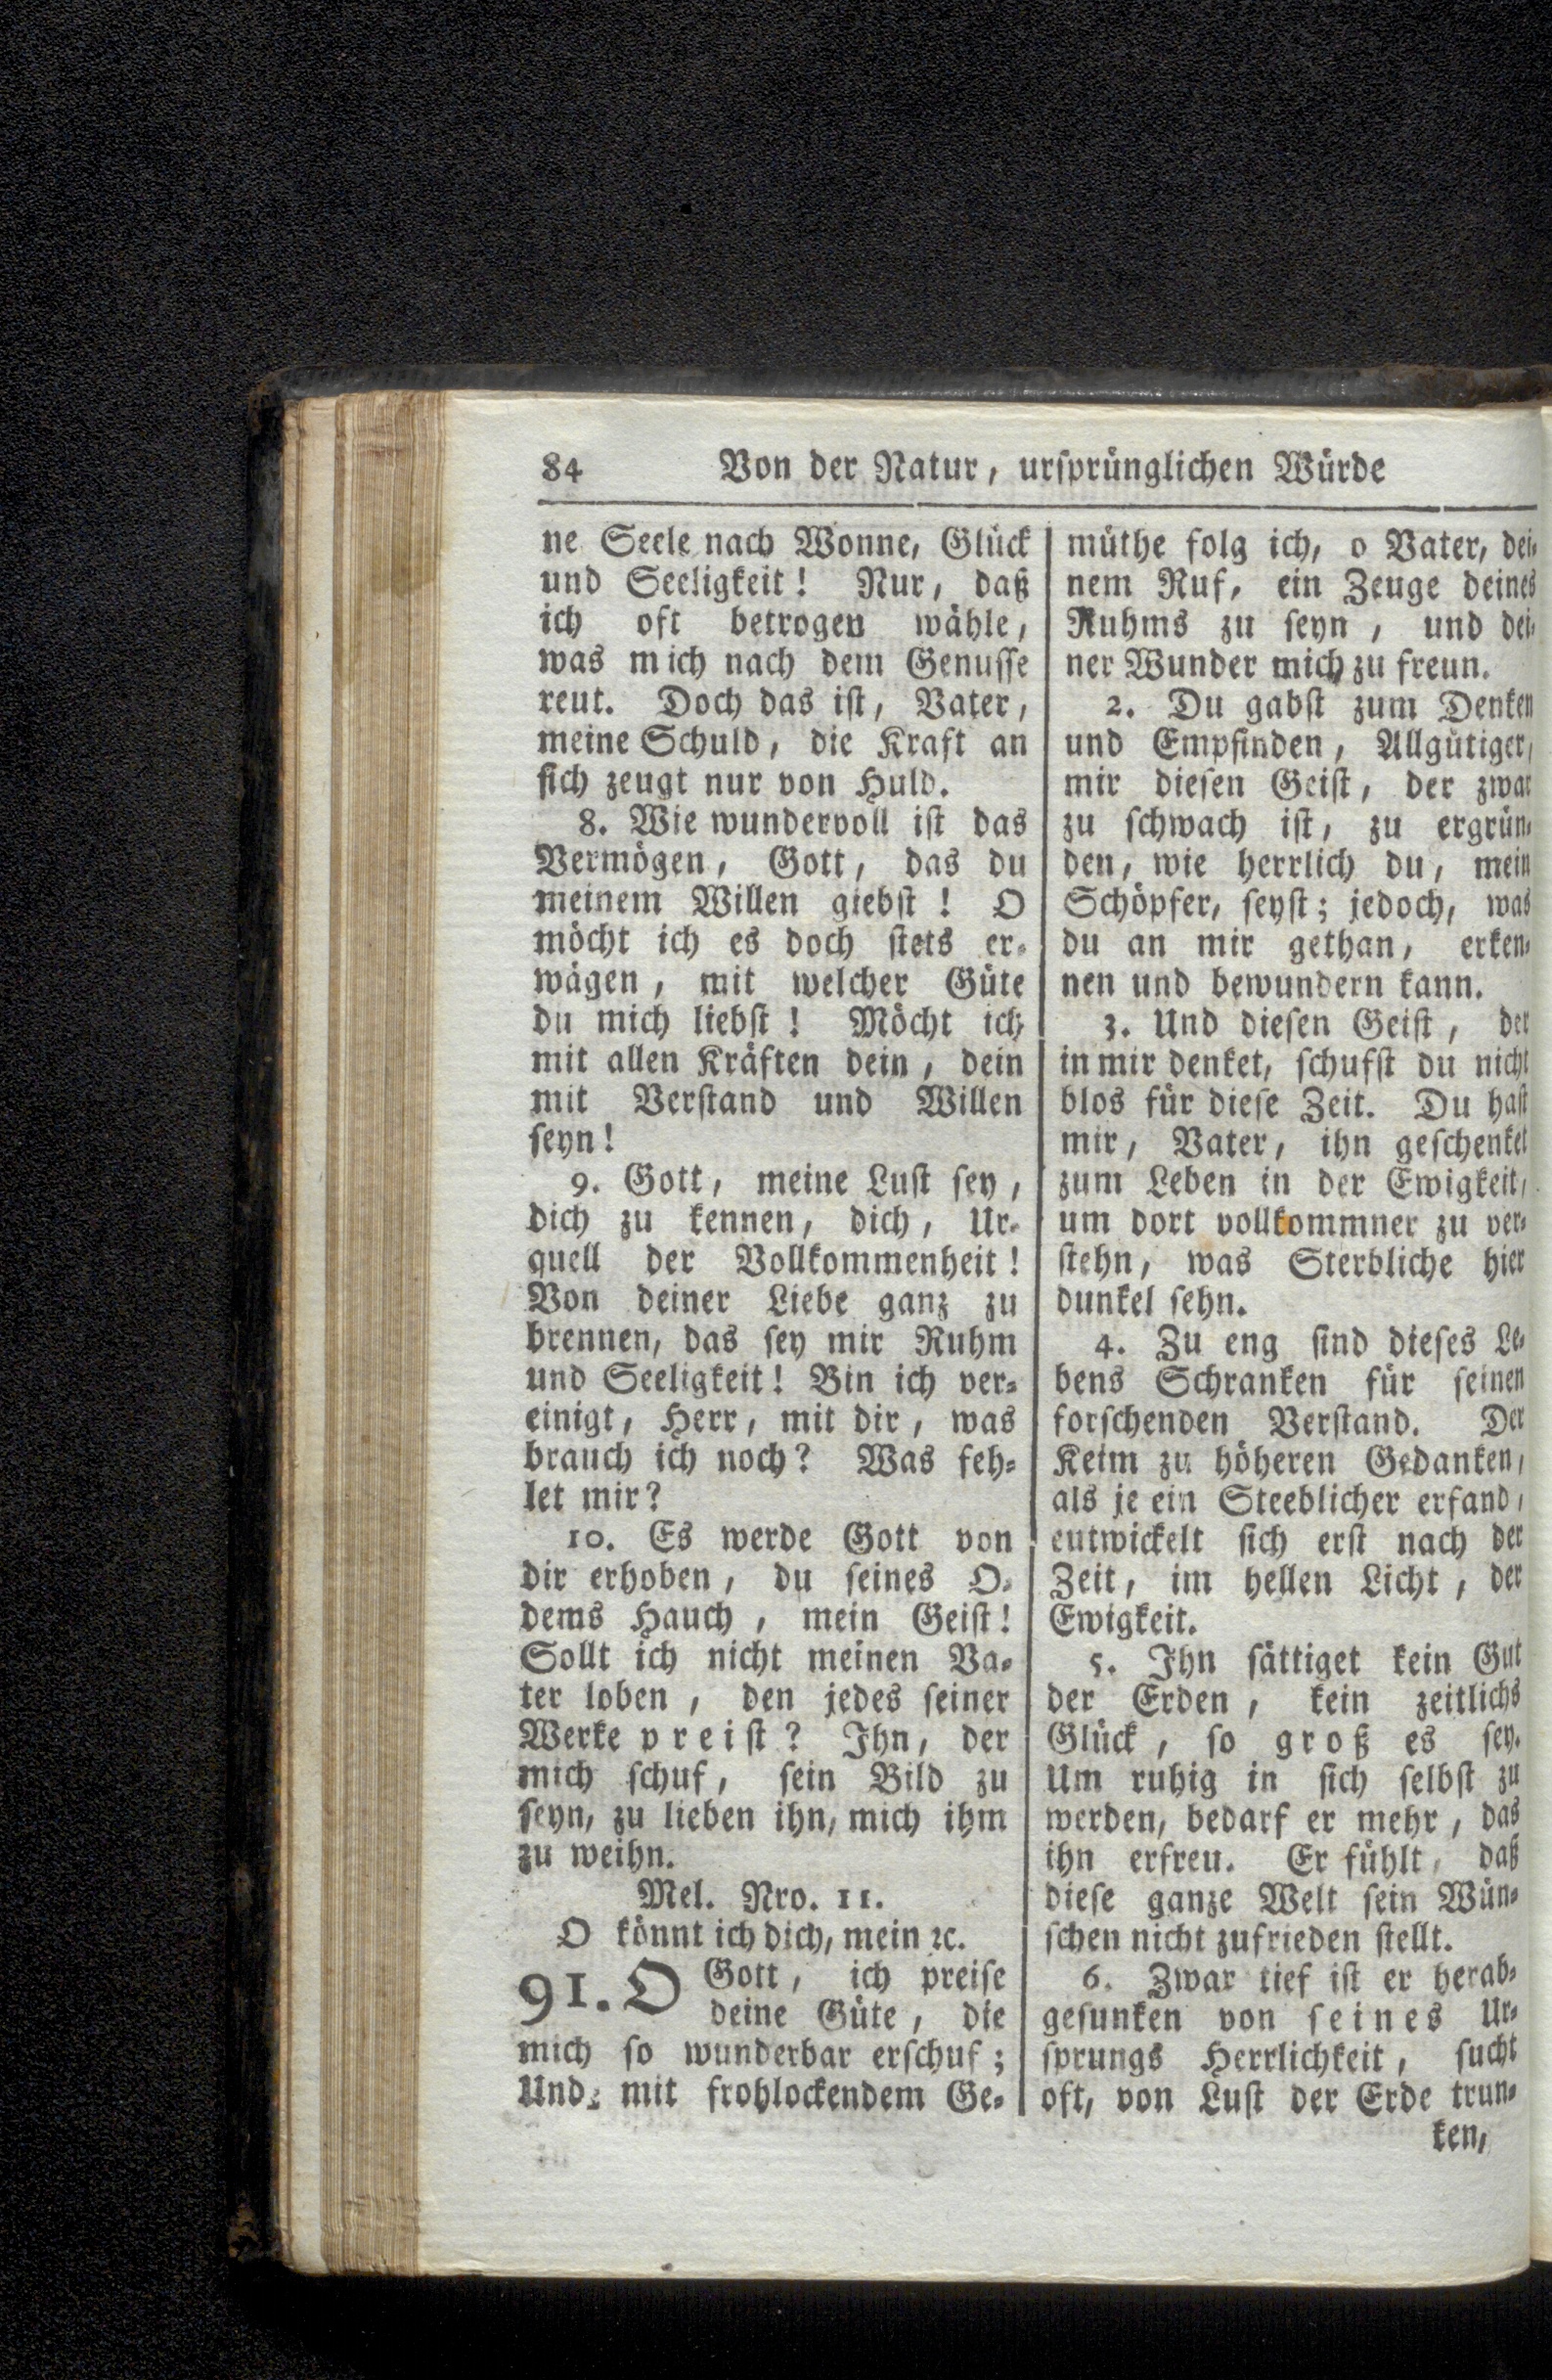 84 Von der Natur, urſprünglichen Würde
ne Seele nach Wonne, Glück
und Seeligkeit! Nur, daß
ich oft betrogen wähle,
was mich nach dem Genuſſe
reut. Doch das iſt, Vater,
meine Schuld, die Kraft an
ſich zeugt nur von Huld.
8. Wie wundervoll iſt das
Vermögen, Gott, das du
meinem Willen giebſt! O
möcht ich es doch ſtets er-
wägen, mit welcher Güte
du mich liebſt! Möcht ich
mit allen Kräften dein, dein
mit Verſtand und Willen
ſeyn!
9. Gott, meine Luſt ſey,
dich zu kennen, dich, Ur-
quell der Vollkommenheit!
Von deiner Liebe ganz zu
brennen, das ſey mir Ruhm
und Seeligkeit! Bin ich ver-
einigt, Herr, mit dir, was
brauch ich noch? Was feh-
let mir?
10. Es werde Gott von
dir erhoben, du ſeines O-
dems Hauch, mein Geiſt!
Sollt ich nicht meinen Va-
ter loben, den jedes ſeiner
Werke preiſt? Ihn, der
mich ſchuf, ſein Bild zu
ſeyn, zu lieben ihn, mich ihm
zu weihn.
Mel. Nro. 11.
O könnt ich dich, mein ꝛc.
91. O Gott, ich preiſe
deine Güte, die
mich ſo wunderbar erſchuf;
Und, mit frohlockendem Ge-
müthe folg ich, o Vater, dei-
nem Ruf, ein Zeuge deines
Ruhms zu ſeyn, und dei-
ner Wunder mich zu freun.
2. Du gabſt zum Denken
und Empfinden, Allgütiger,
mir dieſen Geiſt, der zwar
zu ſchwach iſt, zu ergrün-
den, wie herrlich du, mein
Schöpfer, ſeyſt; jedoch, was
du an mir gethan, erken-
nen und bewundern kann.
3. Und dieſen Geiſt, der
in mir denket, ſchufſt du nicht
blos für dieſe Zeit. Du haſt
mir, Vater, ihn geſchenket
zum Leben in der Ewigkeit,
um dort vollkommner zu ver-
ſtehn, was Sterbliche hier
dunkel ſehn.
4. Zu eng ſind dieſes Le-
bens Schranken für ſeinen
forſchenden Verſtand. Der
Keim zu höheren Gedanken,
als je ein Steeblicher erfand,
entwickelt ſich erſt nach der
Zeit, im hellen Licht, der
Ewigkeit.
5. Ihn ſättiget kein Gut
der Erden, kein zeitlichs
Glück, ſo groß es ſey.
Um ruhig in ſich ſelbſt zu
werden, bedarf er mehr, das
ihn erfreu. Er fühlt, daß
dieſe ganze Welt ſein Wün-
ſchen nicht zufrieden ſtellt.
6. Zwar tief iſt er herab-
geſunken von ſeines Ur-
ſprungs Herrlichkeit, ſucht
oft, von Luſt der Erde trun-
ken,